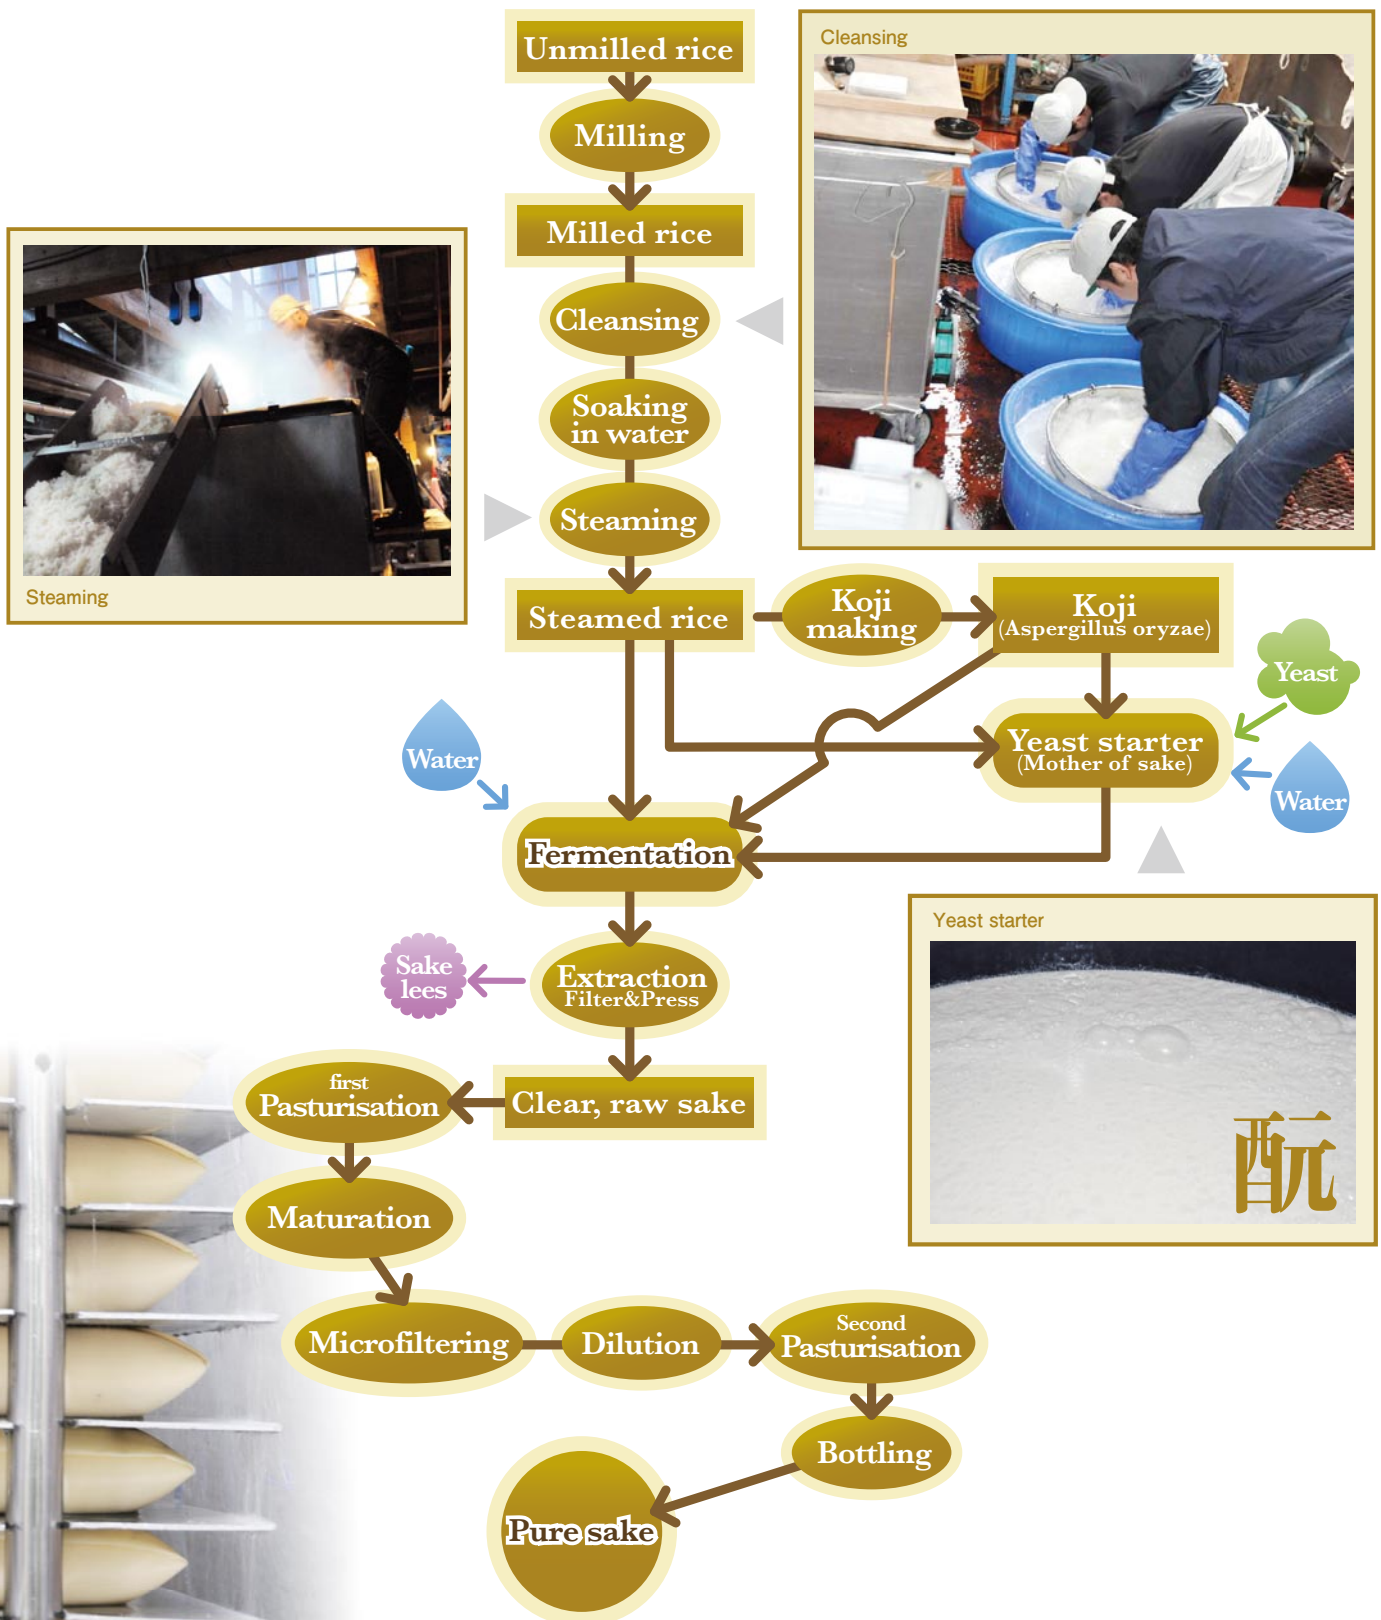 Unmilled rice
Cleansing
Milling
Milled rice
Cleansing
Soaking
in water
Steaming
Steaming
Steamed rice
Koji
making
Koji
(Aspergillus oryzae)
Yeast
Water
Yeast starter
(Mother of sake)
Water
Fermentation
Yeast starter
Sake
lees
Extraction
Filter&Press
first
Pasturisation
Clear, raw sake
酛
Maturation
Microfiltering
Dilution
Second
Pasturisation
Bottling
Pure sake